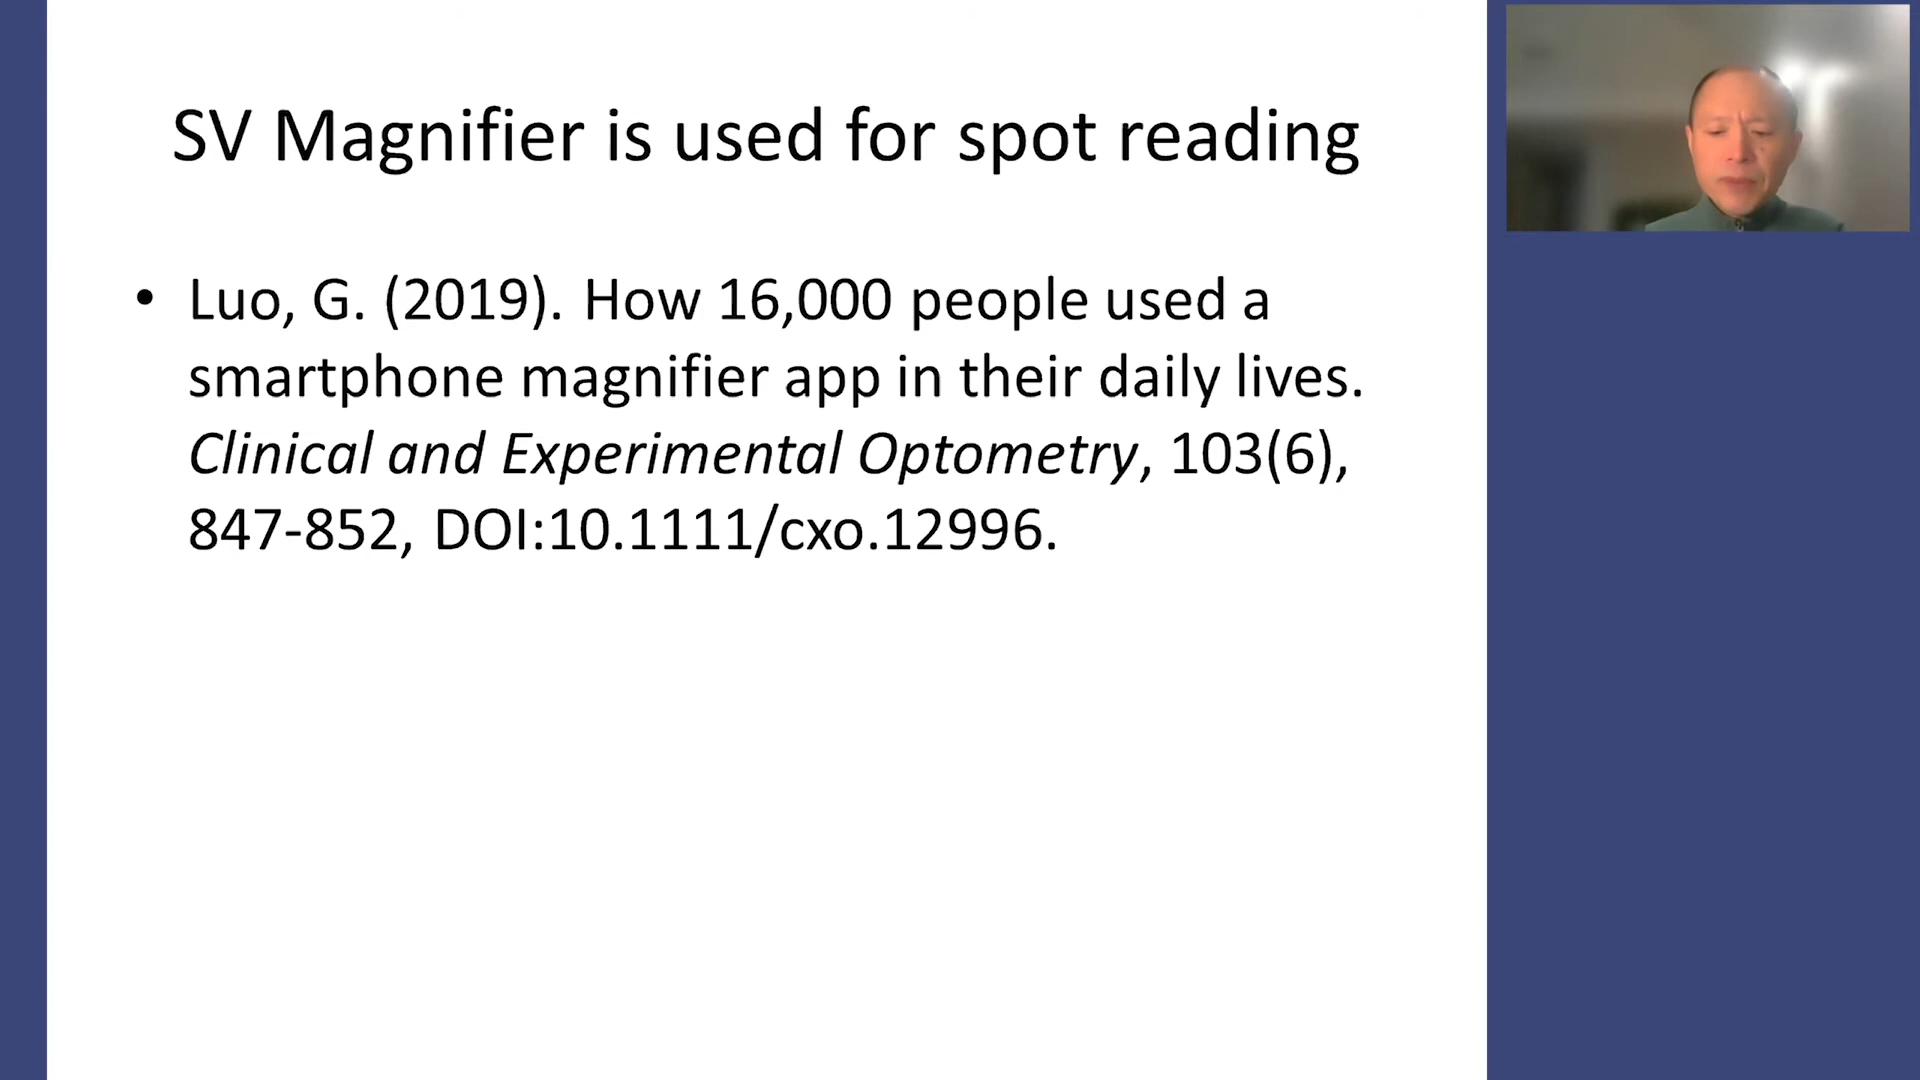 SV Magnifier is used for spot reading
• Luo, G. (2019). How 16,000 people used a
smartphone magnifier app in their daily lives.
Clinical and Experimental Optometry, 103(6),
847-852, DOI:10.1111/cxo.12996.